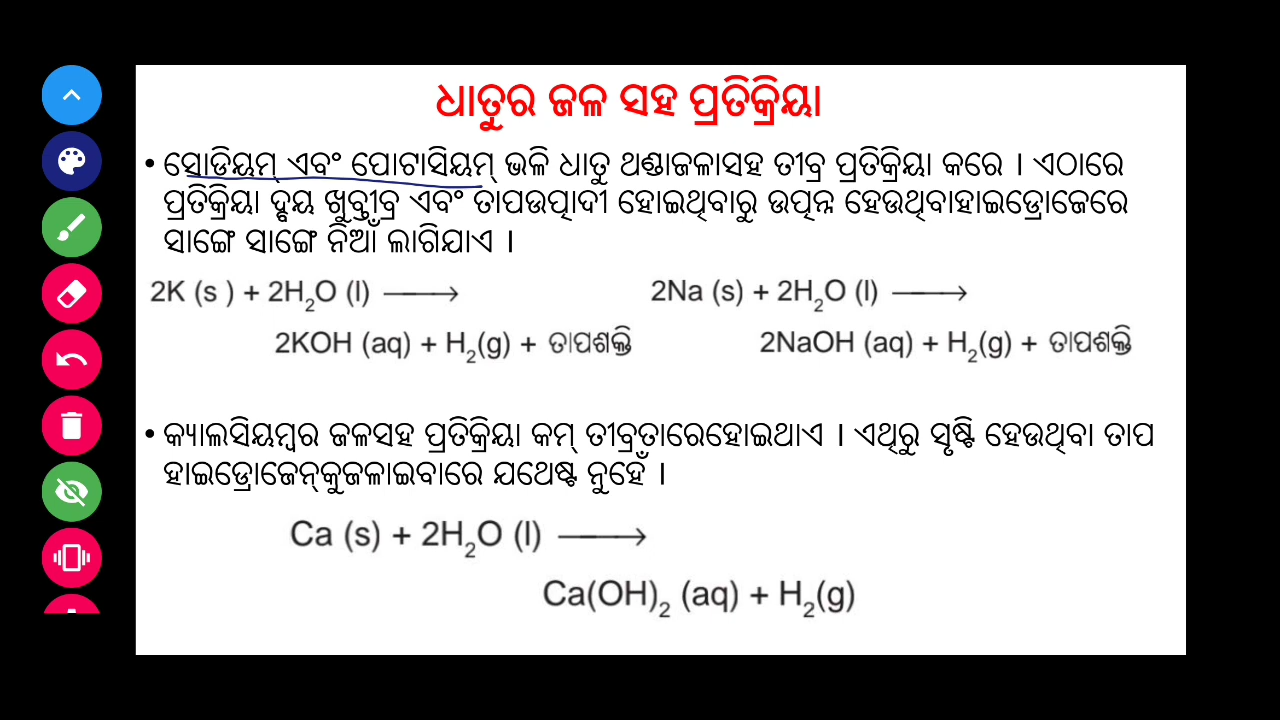 ଧାତୁର ଜଳ ସହ ପ୍ରତିକ୍ରିୟା
• ସୋଡିୟମ୍ ଏବଂ ପୋଟାସିୟମ୍ ଭଳି ଧାତୁ ଥଣ୍ଡାଜଳାସହ ତୀବ୍ର ପ୍ରତିକ୍ରିୟା କରେ । ଏଠାରେ
ପ୍ରତିକ୍ରିୟା ଦ୍ବୟ ଖୁବ୍ତୀବ୍ର ଏବଂ ତାପଉତ୍ପାଦୀ ହୋଇଥିବାରୁ ଉତ୍ପନ୍ନ ହେଉଥିବାହାଇଡ୍ରୋଜେରେ
ସାଙ୍ଗେ ସାଙ୍ଗେ ନିଆଁ ଲାଗିଯାଏ ।
2K (s ) + 2H₂O (l) ⟶
2KOH (aq) + H₂(g) + ତାପଶକ୍ତି
2Na (s) + 2H₂O (l) ⟶
2NaOH (aq) + H₂(g) + ତାପଶକ୍ତି
• କ୍ୟାଲସିୟମ୍ବର ଜଳସହ ପ୍ରତିକ୍ରିୟା କମ୍ ତୀବ୍ରତାରେହୋଇଥାଏ । ଏଥିରୁ ସୃଷ୍ଟି ହେଉଥିବା ତାପ
ହାଇଡ୍ରୋଜେନ୍କୁଜଳାଇବାରେ ଯଥେଷ୍ଟ ନୁହେଁ ।
Ca (s) + 2H₂O (l) ⟶
Ca(OH)₂ (aq) + H₂(g)